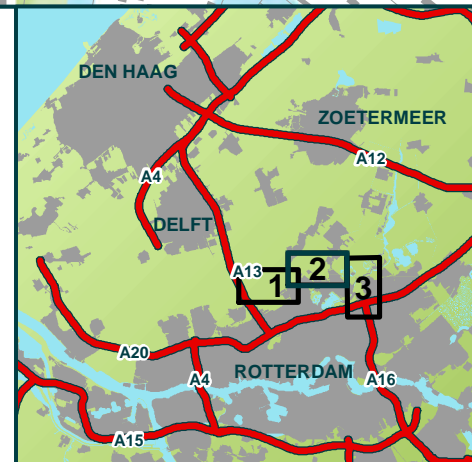 DEN HAAG
ZOETERMEER
A12
A4
DELFT
A13
1
2
3
A20
A4
ROTTERDAM
A16
A15